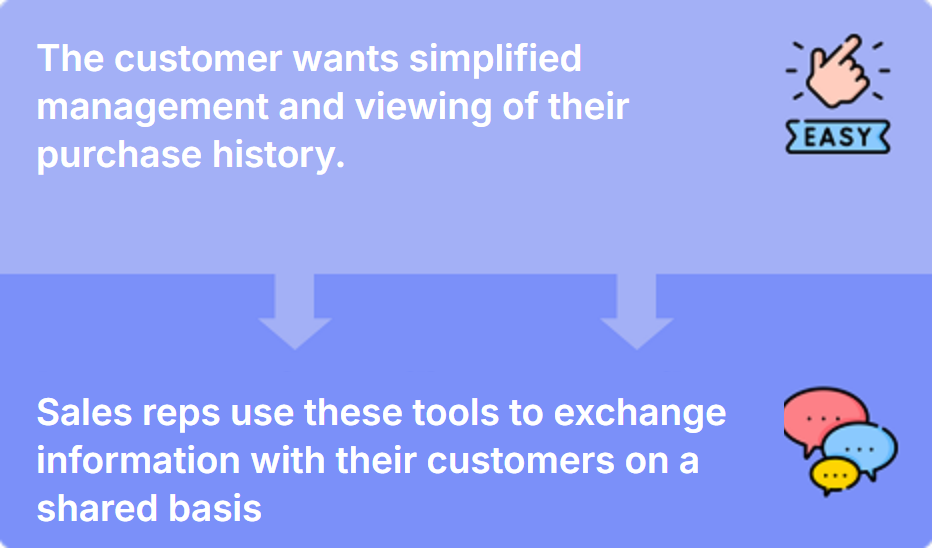 The customer wants simplified
management and viewing of their
purchase history.
EASY
Sales reps use these tools to exchange
information with their customers on a
shared basis